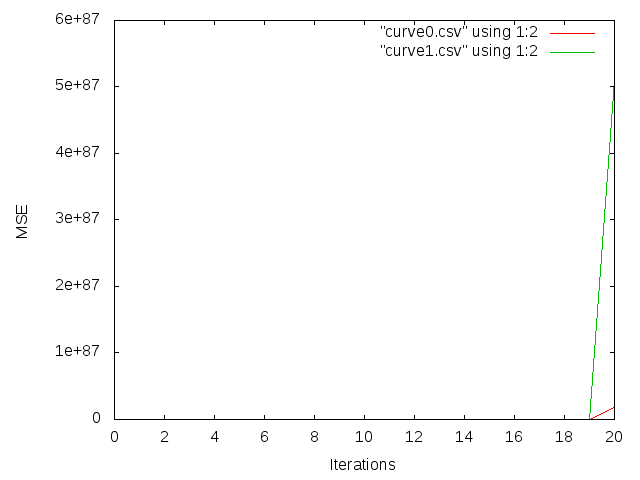 6e+87
"curve0.csv" using 1:2
"curve1.csv" using 1:2
5e+87
4e+87
3e+87
MSE
2e+87
1e+87
0
0 2 4 6 8 10 12 14 16 18 20
Iterations